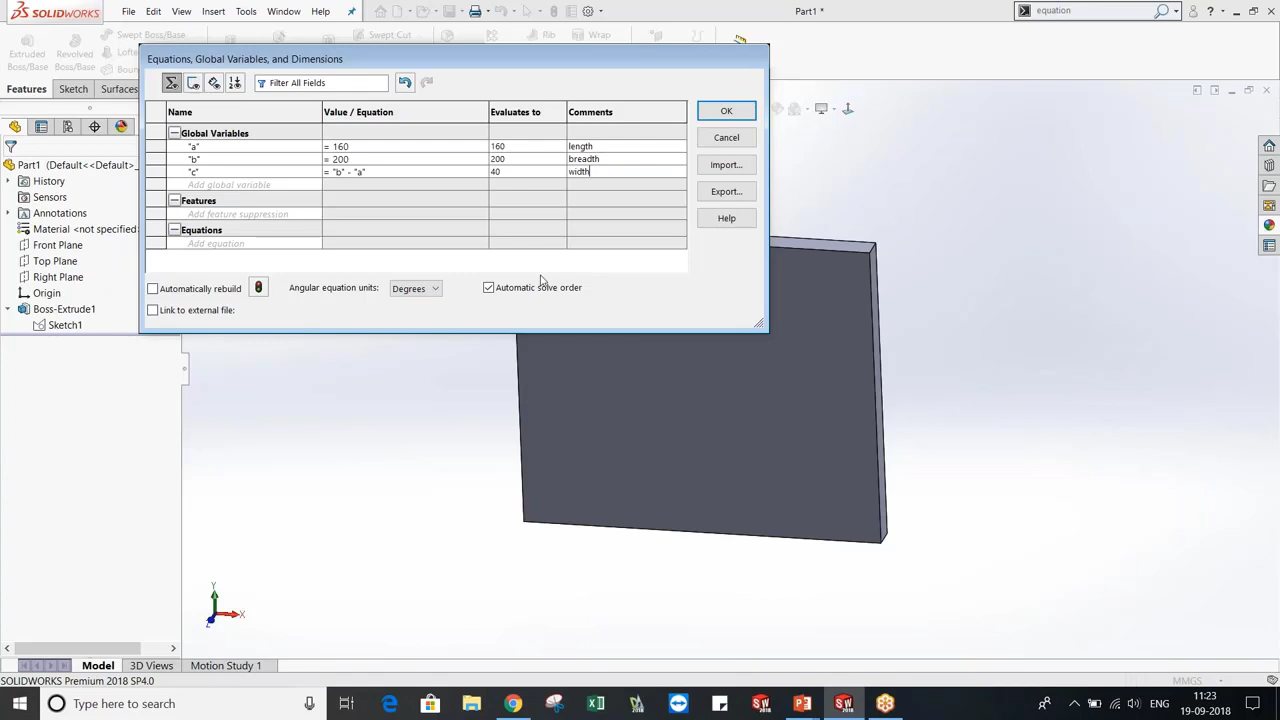 SOLIDWORKS File Edit View Insert Tools Window Help Part1 * equation
Extruded Boss/Base
Revolved Boss/Base
Swept Boss/Base
Swept Cut
Rib
Wrap
Features Sketch Surfaces
Equations, Global Variables, and Dimensions
Filter All Fields
Name Value / Equation Evaluates to Comments
Global Variables
"a" = 160 160 length
"b" = 200 200 breadth
"c" = "b" - "a" 40 width
Add global variable
Features
Add feature suppression
Equations
Add equation
OK
Cancel
Import...
Export...
Help
Automatically rebuild Angular equation units: Degrees Automatic solve order
Link to external file:
Part1 (Default<<Default>
History
Sensors
Annotations
Material <not specified
Front Plane
Top Plane
Right Plane
Origin
Boss-Extrude1
Sketch1
Y
X
Z
Model 3D Views Motion Study 1
SOLIDWORKS Premium 2018 SP4.0 MMGS
Type here to search
ENG
11:23
19-09-2018